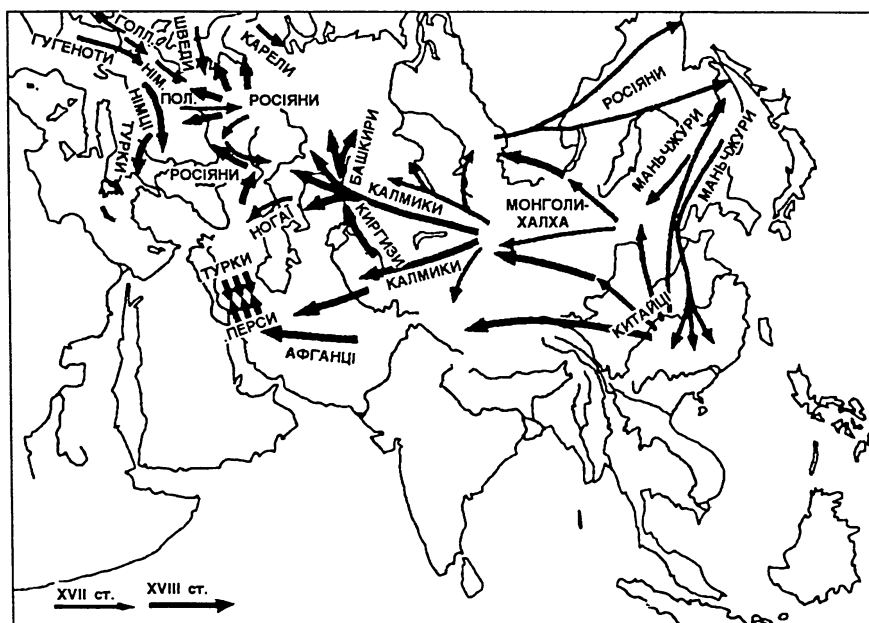 ГУГЕНОТИ
ГОЛЛ.
ШВЕДИ
КАРЕЛИ
НІМ.
ПОЛ.
РОСІЯНИ
НІМЦІ
ТУРКИ
РОСІЯНИ
НОГАЇ
БАШКИРИ
КИРГИЗИ
КАЛМИКИ
КАЛМИКИ
МОНГОЛИ-
ХАЛХА
РОСІЯНИ
МАНЬЧЖУРИ
МАНЬЧЖУРИ
КИТАЙЦІ
ТУРКИ
ПЕРСИ
АФГАНЦІ
XVII ст.
XVIII ст.